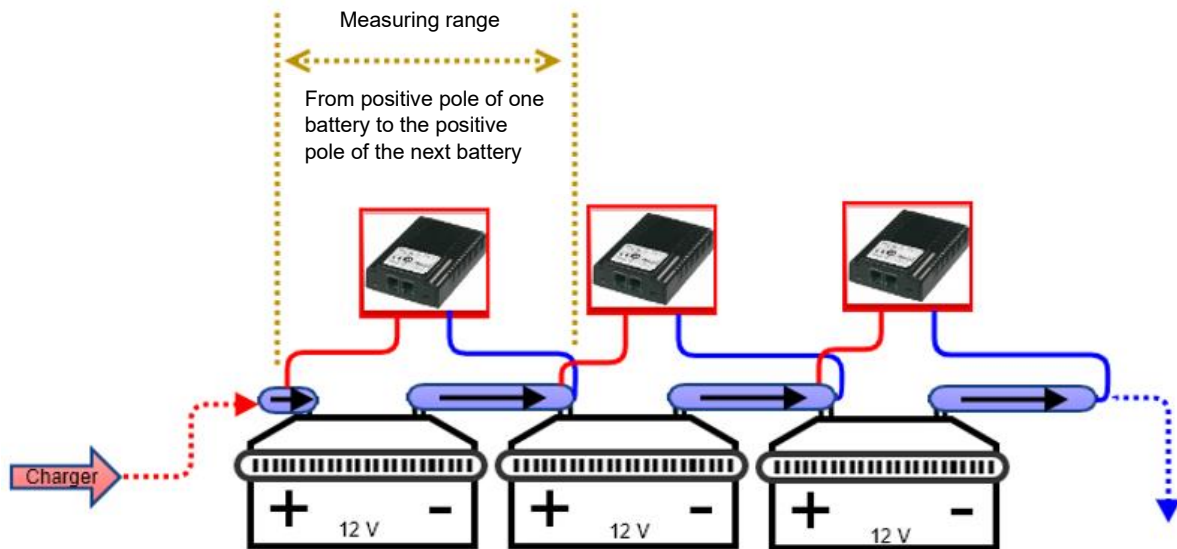 Measuring range
From positive pole of one
battery to the positive
pole of the next battery
Charger
+ -
12 V
+ -
12 V
+ -
12 V